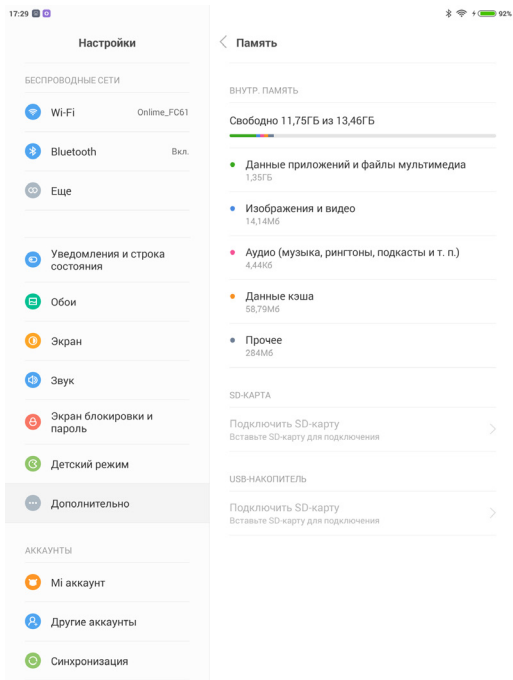 17:29
92%
Настройки
БЕСПРОВОДНЫЕ СЕТИ
Wi-Fi
Onlime_FC61
Bluetooth
Вкл.
Еще
Уведомления и строка
состояния
Обои
Экран
Звук
Экран блокировки и
пароль
Детский режим
Дополнительно
АККАУНТЫ
Mi аккаунт
Другие аккаунты
Синхронизация
Память
ВНУТР. ПАМЯТЬ
Свободно 11,75ГБ из 13,46ГБ
Данные приложений и файлы мультимедиа
1,35ГБ
Изображения и видео
14,14Мб
Аудио (музыка, рингтоны, подкасты и т. п.)
4,44Кб
Данные кэша
58,79Мб
Прочее
284Мб
SD-КАРТА
Подключить SD-карту
Вставьте SD-карту для подключения
USB-НАКОПИТЕЛЬ
Подключить SD-карту
Вставьте SD-карту для подключения